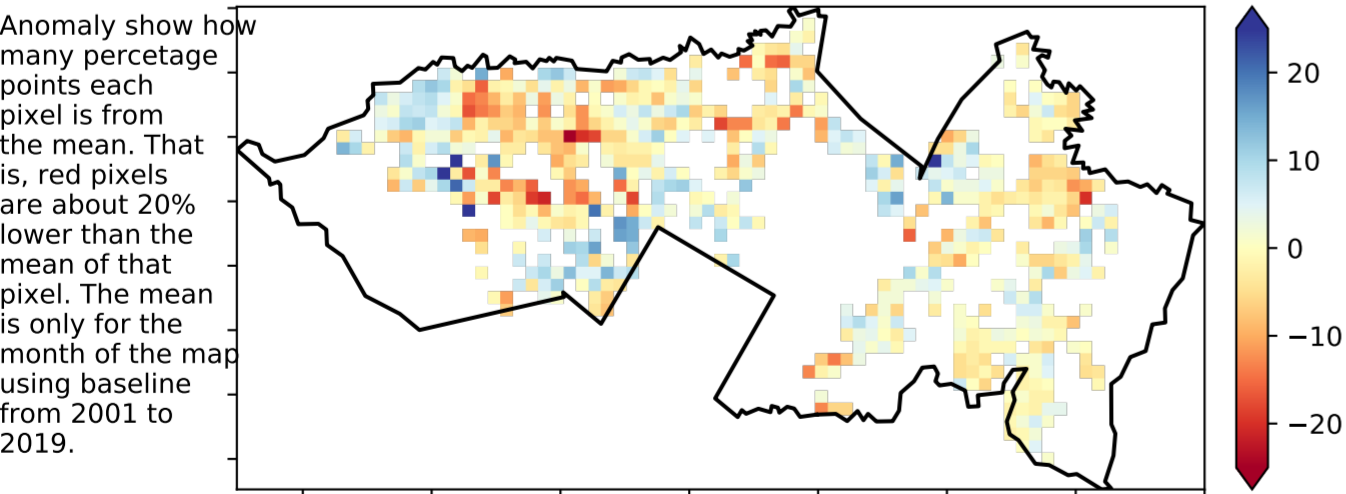 Anomaly show how
many percetage
points each
pixel is from
the mean. That
is, red pixels
are about 20%
lower than the
mean of that
pixel. The mean
is only for the
month of the map
using baseline
from 2001 to
2019.
20
10
0
−10
−20